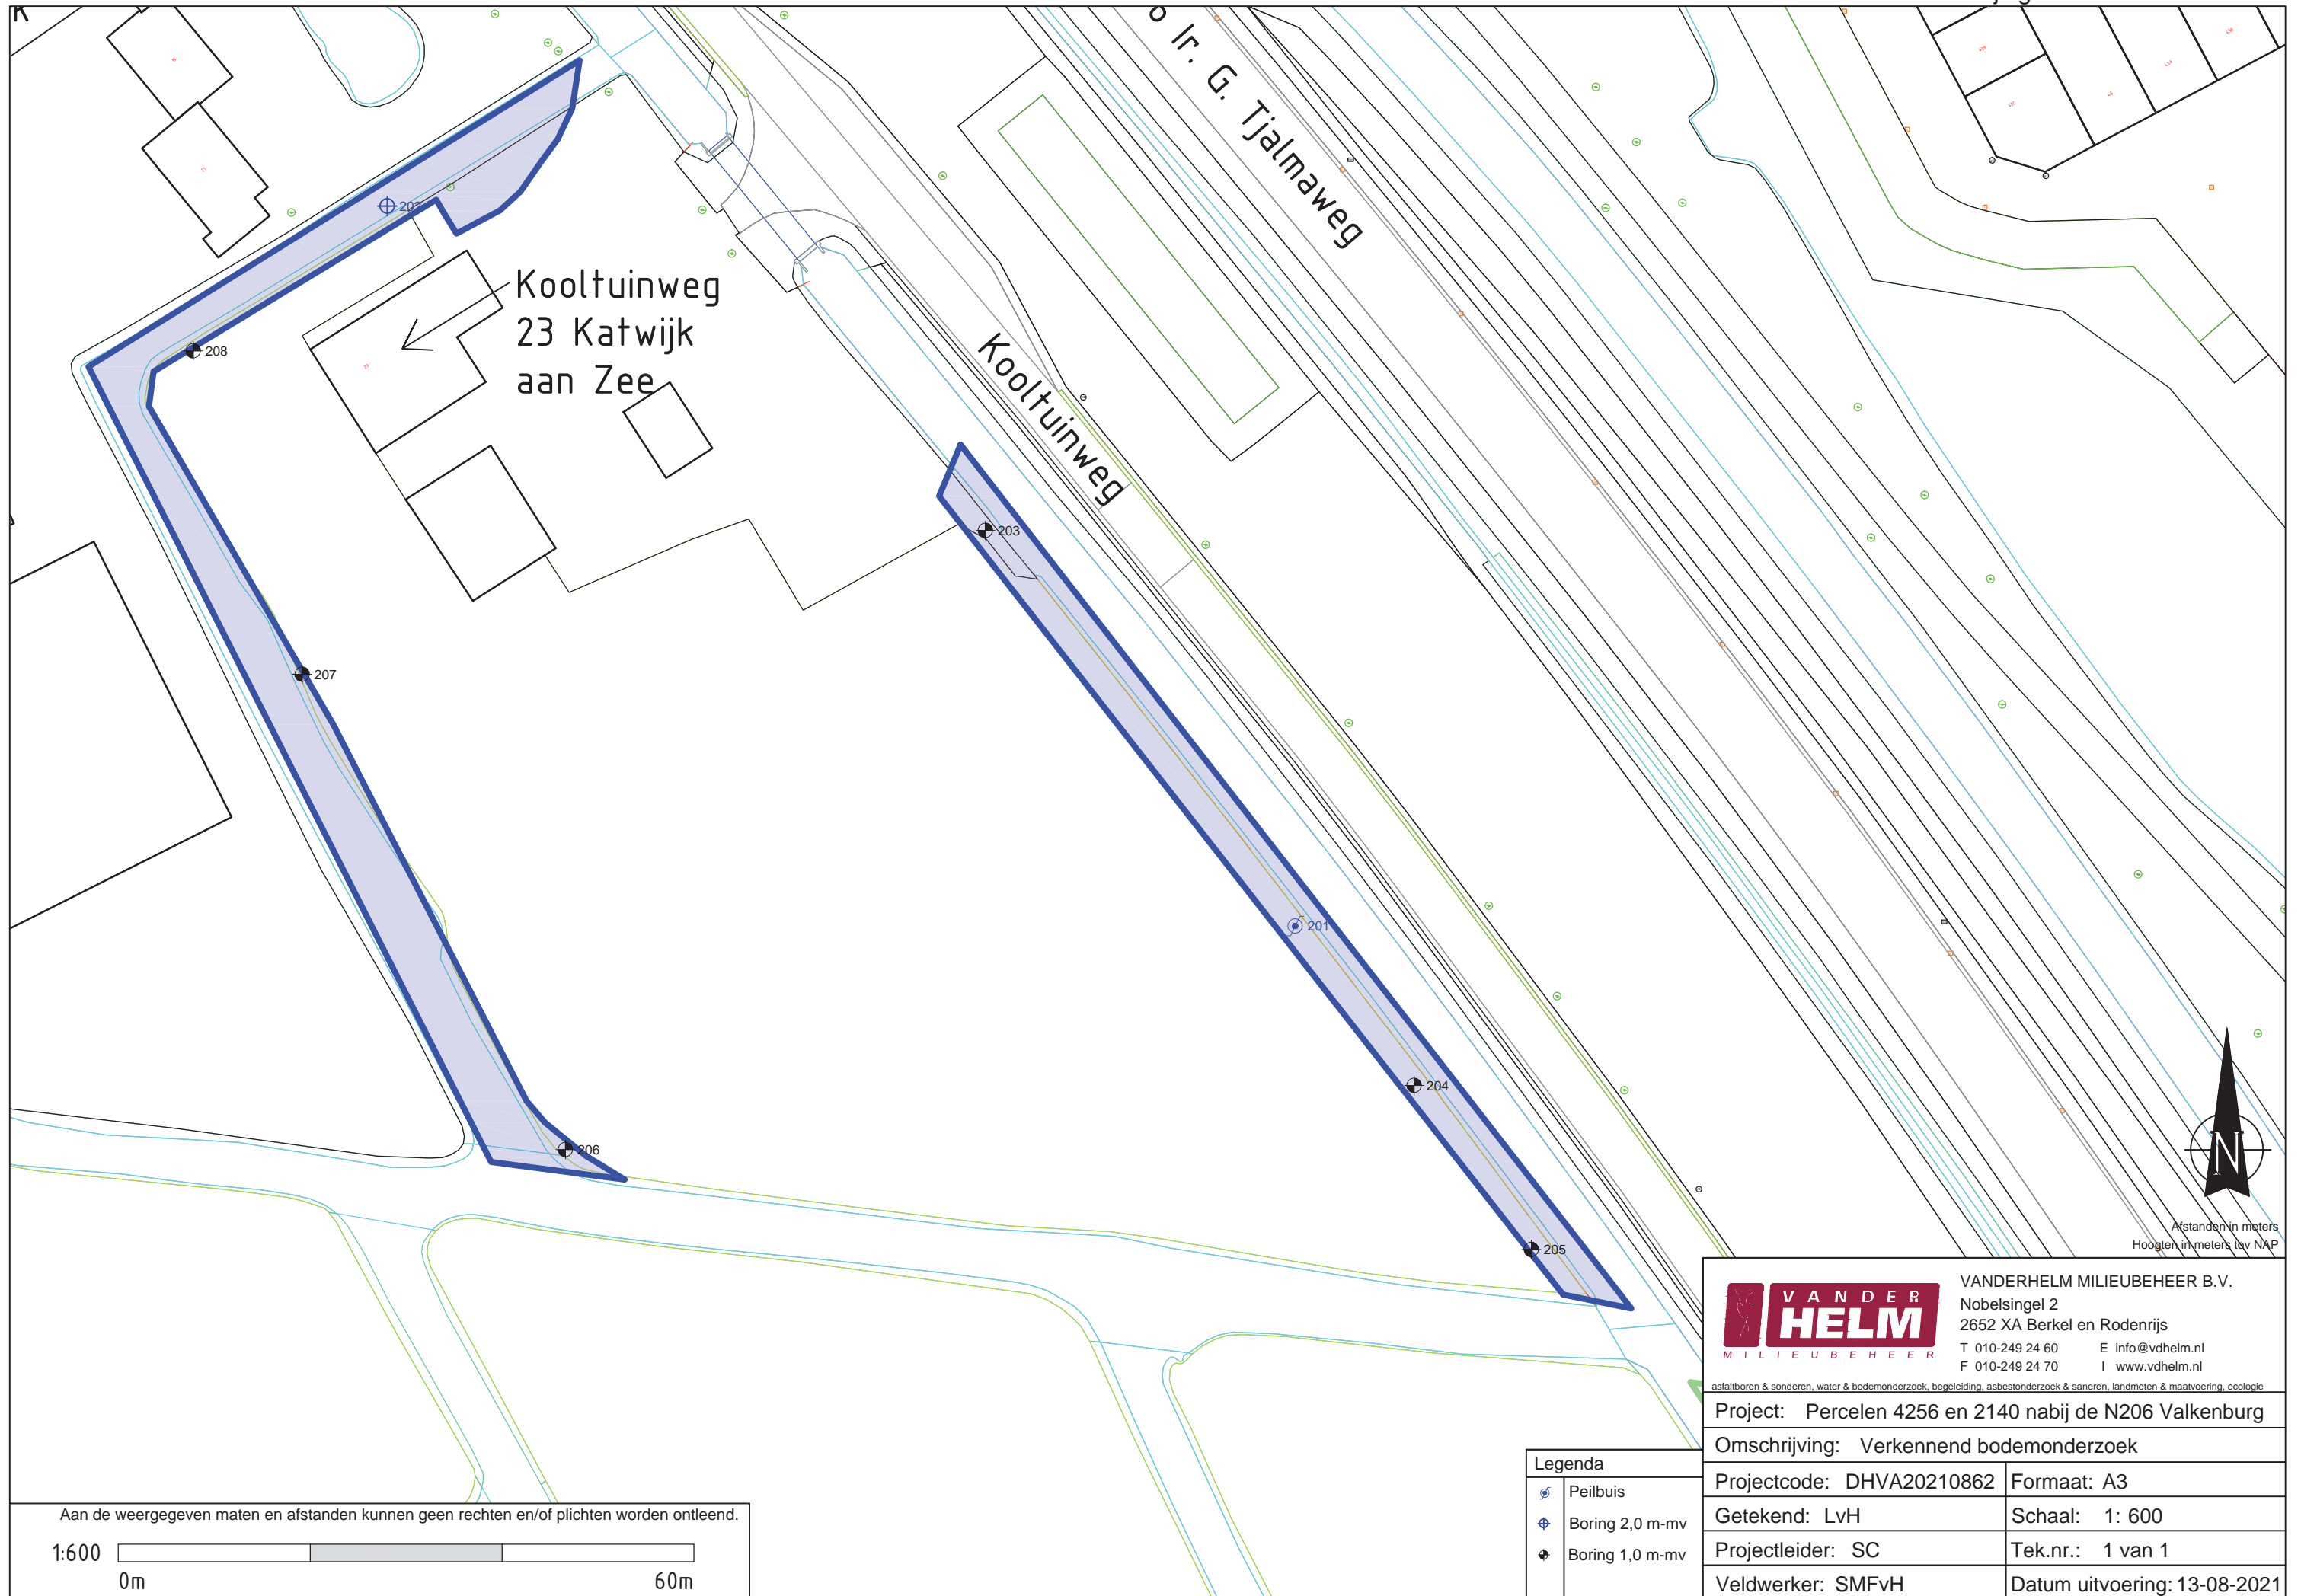 Ir. G. Tjalmaweg
Kooltuinweg
23 Katwijk
aan Zee
Kooltuinweg
202
208
203
207
201
204
206
205
N
Afstanden in meters
Hoogten in meters tov NAP
VANDER
HELM
MILIEUBEHEER
VANDERHELM MILIEUBEHEER B.V.
Nobelsingel 2
2652 XA Berkel en Rodenrijs
T 010-249 24 60 E info@vdhelm.nl
F 010-249 24 70 I www.vdhelm.nl
asfaltboren & sonderen, water & bodemonderzoek, begeleiding, asbestonderzoek & saneren, landmeten & maatvoering, ecologie
Project: Percelen 4256 en 2140 nabij de N206 Valkenburg
Omschrijving: Verkennend bodemonderzoek
Projectcode: DHVA20210862 Formaat: A3
Getekend: LvH Schaal: 1: 600
Projectleider: SC Tek.nr.: 1 van 1
Veldwerker: SMFvH Datum uitvoering: 13-08-2021
Legenda
Peilbuis
Boring 2,0 m-mv
Boring 1,0 m-mv
Aan de weergegeven maten en afstanden kunnen geen rechten en/of plichten worden ontleend.
1:600
0m 60m